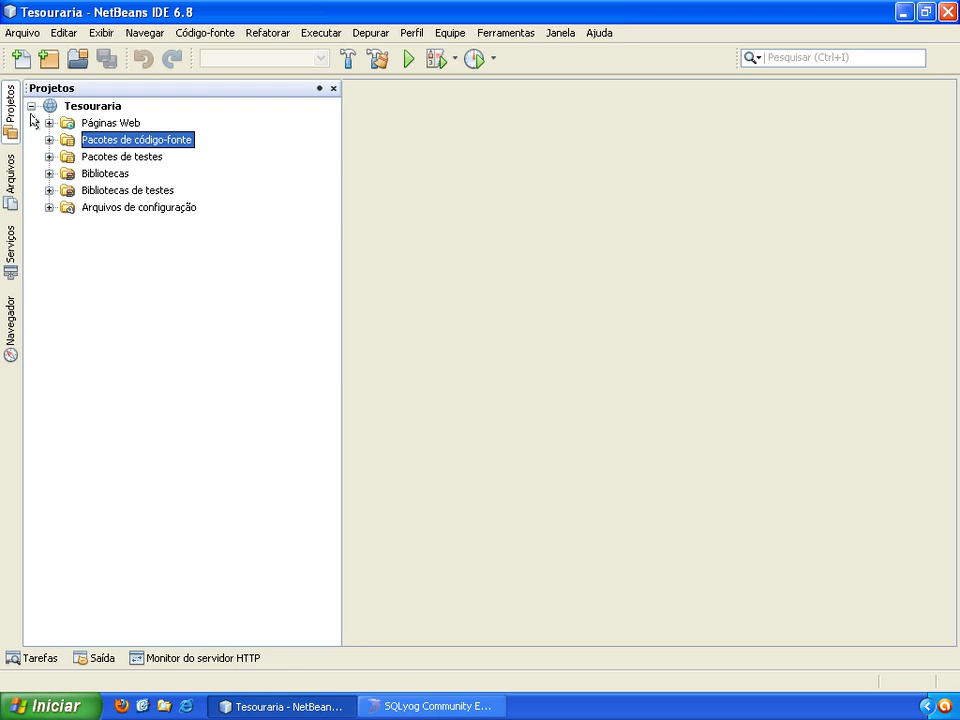 Tesouraria - NetBeans IDE 6.8
Arquivo Editar Exibir Navegar Código-fonte Refatorar Executar Depurar Perfil Equipe Ferramentas Janela Ajuda
Pesquisar (Ctrl+I)
Projetos
Tesouraria
Páginas Web
Pacotes de código-fonte
Pacotes de testes
Bibliotecas
Bibliotecas de testes
Arquivos de configuração
Projetos
Arquivos
Serviços
Navegador
Tarefas Saída Monitor do servidor HTTP
Iniciar Tesouraria - NetBean... SQLyog Community E...